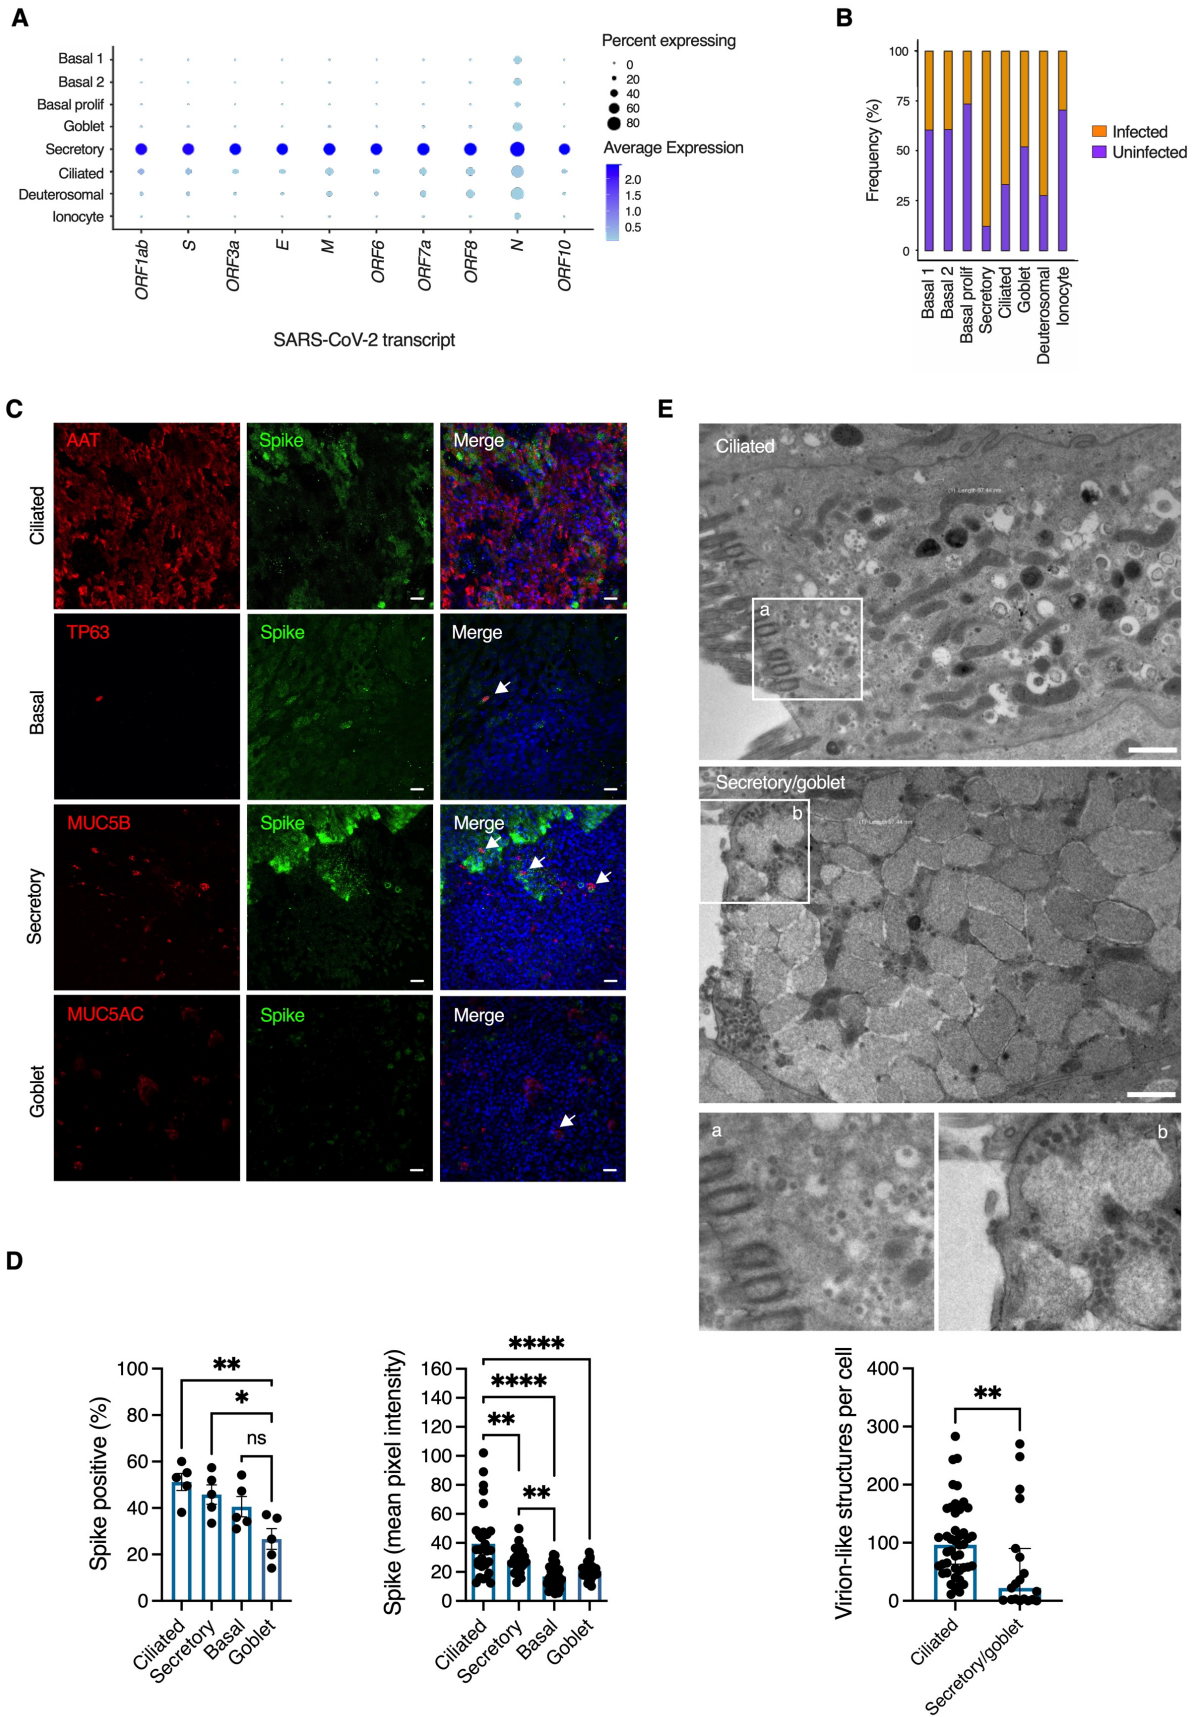 A
Basal 1
Basal 2
Basal prolif
Goblet
Secretory
Ciliated
Deuterosomal
Ionocyte
ORF1ab
S
ORF3a
E
M
ORF6
ORF7a
ORF8
N
ORF10
SARS-CoV-2 transcript
Percent expressing
0
20
40
60
80
Average Expression
2.0
1.5
1.0
0.5
B
Frequency (%)
100
75
50
25
0
Basal 1
Basal 2
Basal prolif
Secretory
Ciliated
Goblet
Deuterosomal
Ionocyte
Infected
Uninfected
C
Ciliated
AAT
Spike
Merge
Basal
TP63
Spike
Merge
Secretory
MUC5B
Spike
Merge
Goblet
MUC5AC
Spike
Merge
E
Ciliated
a
Secretory/goblet
b
a
b
Virion-like structures per cell
400
300
200
100
0
**
Ciliated
Secretory/goblet
D
Spike positive (%)
100
80
60
40
20
0
**
*
ns
Ciliated
Secretory
Basal
Goblet
Spike (mean pixel intensity)
160
140
120
100
80
60
40
20
0
****
****
**
**
Ciliated
Secretory
Basal
Goblet